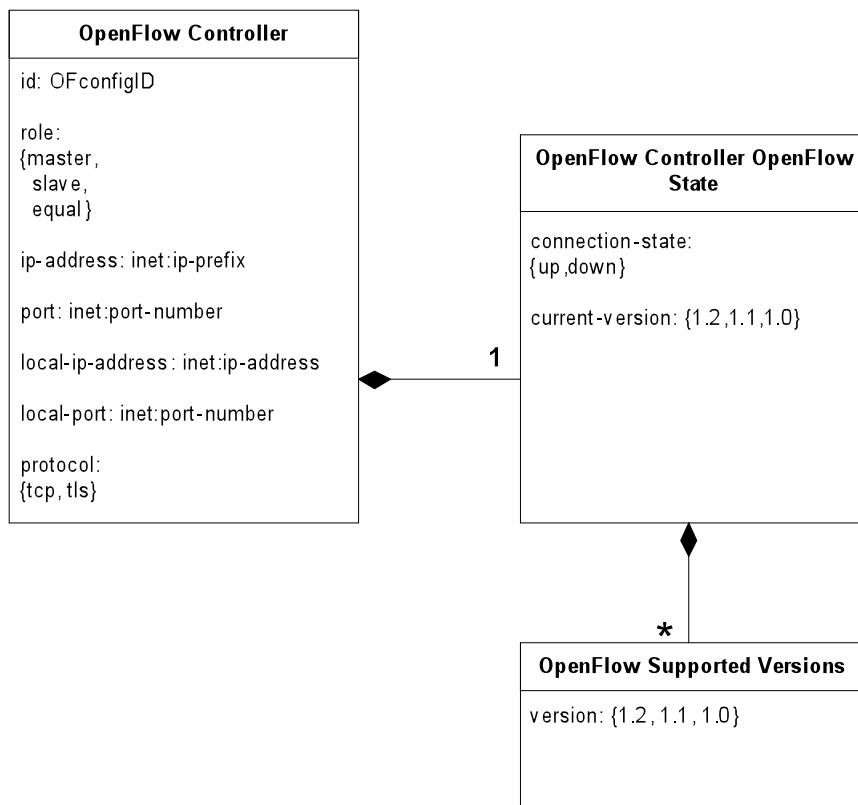 OpenFlow Controller
id: OFconfigID
role:
{master,
slave,
equal}
ip-address: inet:ip-prefix
port: inet:port-number
local-ip-address: inet:ip-address
local-port: inet:port-number
protocol:
{tcp, tls}
1
OpenFlow Controller OpenFlow
State
connection-state:
{up,down}
current-version: {1.2,1.1,1.0}
*
OpenFlow Supported Versions
version: {1.2, 1.1, 1.0}